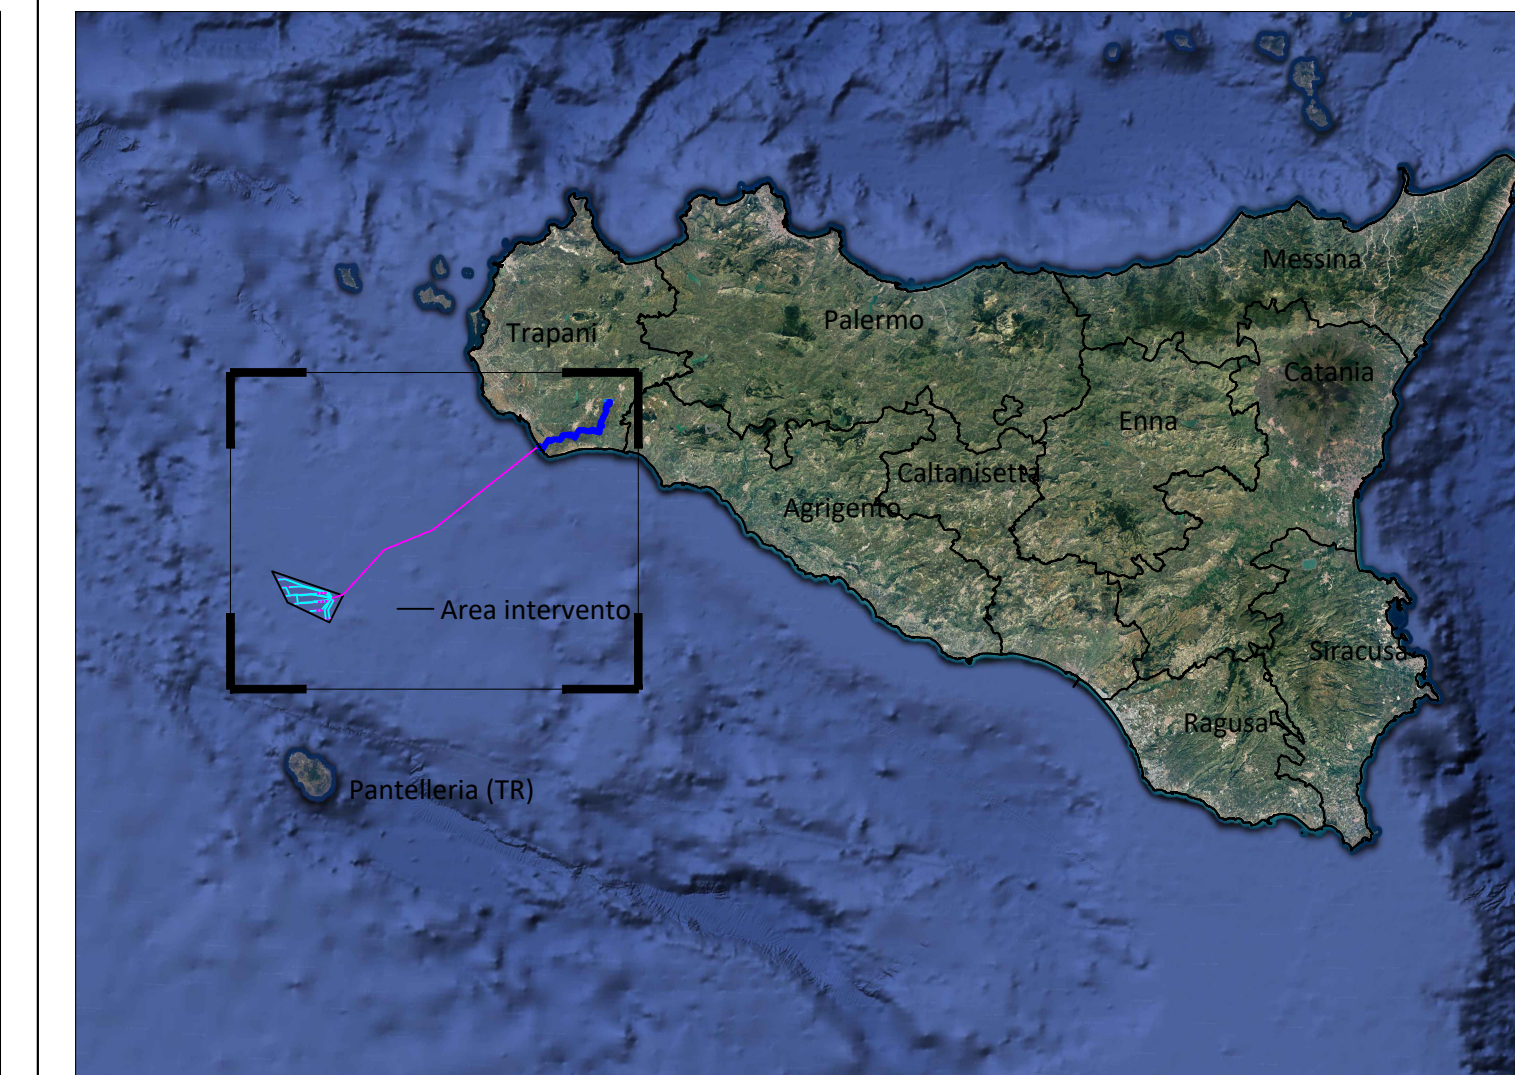 Messina
Palermo
Trapani
Catania
Enna
Caltanisetta
Agrigento
Area intervento
Siracusa
Ragusa
Pantelleria (TR)